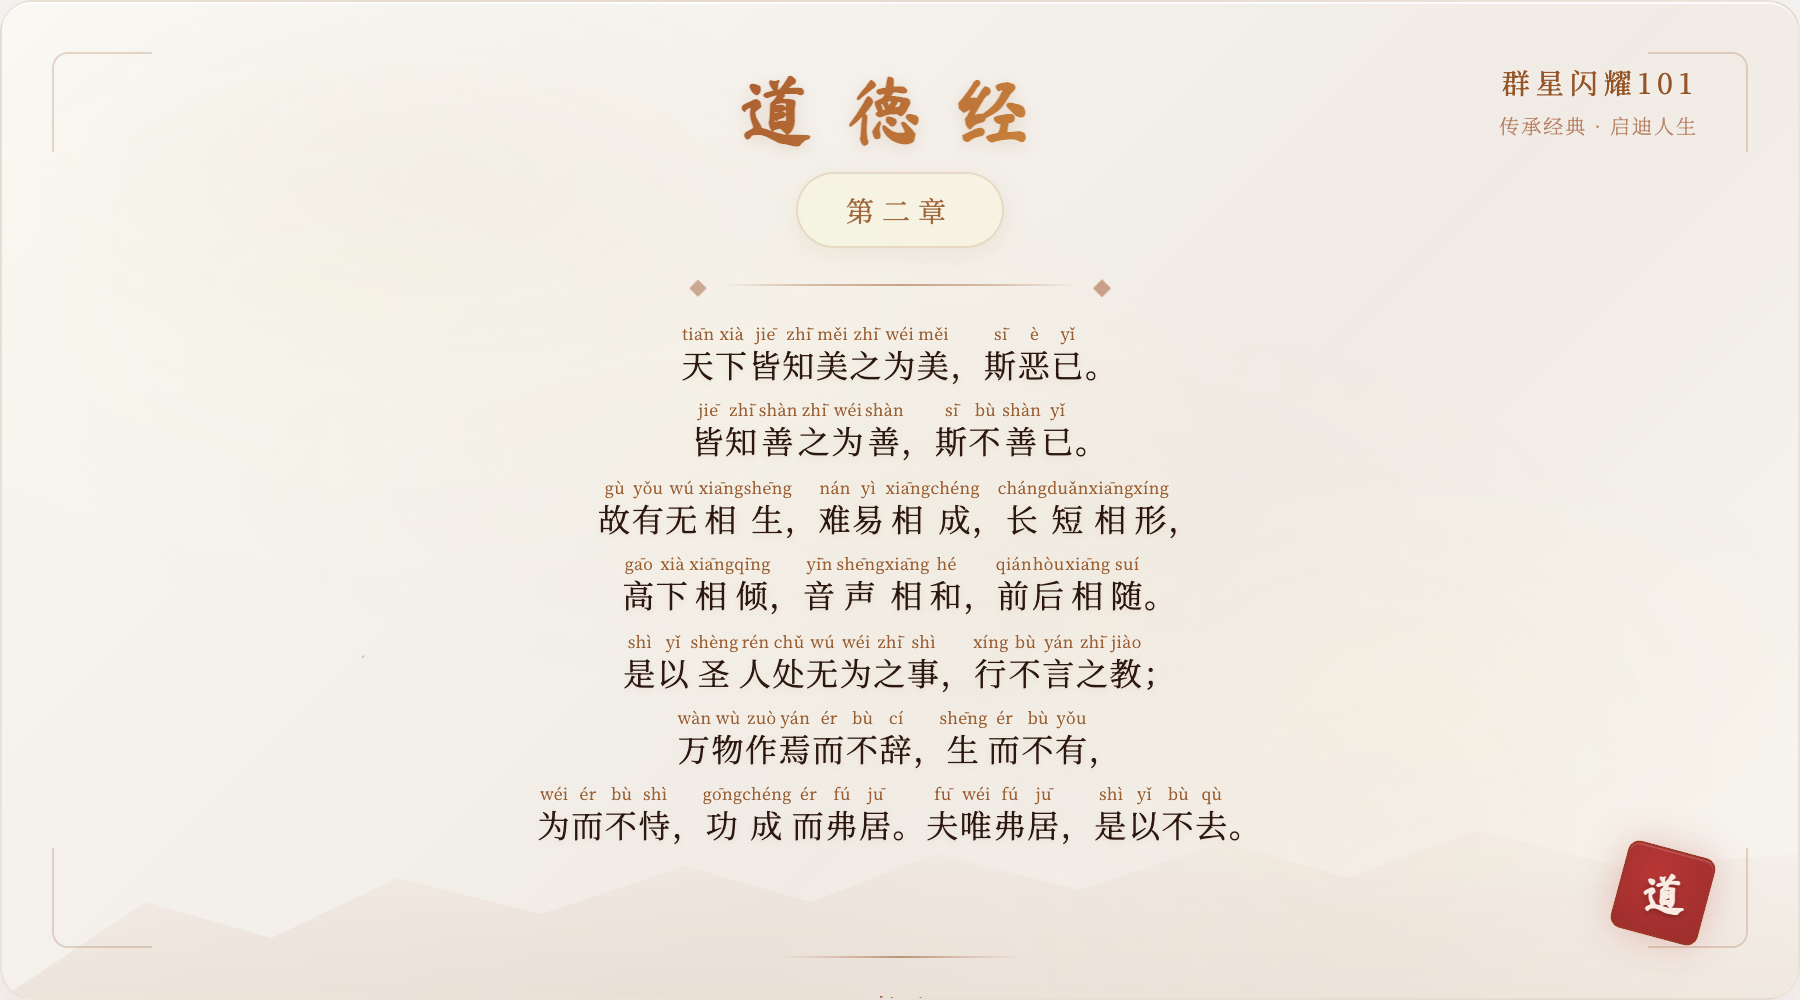 道德经
群星闪耀101
传承经典 · 启迪人生
第二章
tiān xià jiē zhī měi zhī wéi měi sī è yǐ
天下皆知美之为美，斯恶已。
jiē zhī shàn zhī wéi shàn sī bù shàn yǐ
皆知善之为善，斯不善已。
gù yǒu wú xiāngshēng nán yì xiāngchéng chángduǎnxiāngxíng
故有无相生，难易相成，长短相形，
gāo xià xiāngqīng yīn shēngxiāng hé qiánhòuxiāng suí
高下相倾，音声相和，前后相随。
shì yǐ shèng rén chǔ wú wéi zhī shì xíng bù yán zhī jiào
是以圣人处无为之事，行不言之教；
wàn wù zuò yán ér bù cí shēng ér bù yǒu
万物作焉而不辞，生而不有，
wéi ér bù shì gōngchéng ér fú jū fū wéi fú jū shì yǐ bù qù
为而不恃，功成而弗居。夫唯弗居，是以不去。
道